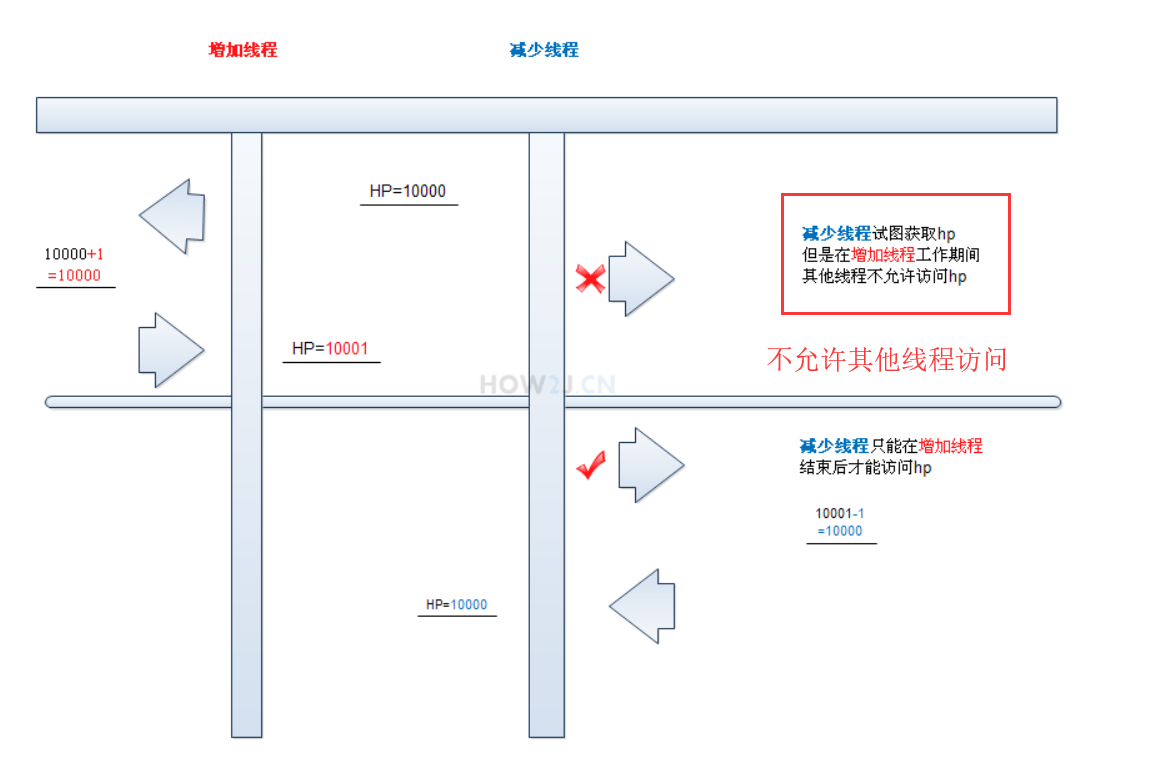 增加线程
减少线程
HP=10000
10000+1
=10000
减少线程试图获取hp
但是在增加线程工作期间
其他线程不允许访问hp
HP=10001
不允许其他线程访问
HOW2J.CN
减少线程只能在增加线程
结束后才能访问hp
10001-1
=10000
HP=10000